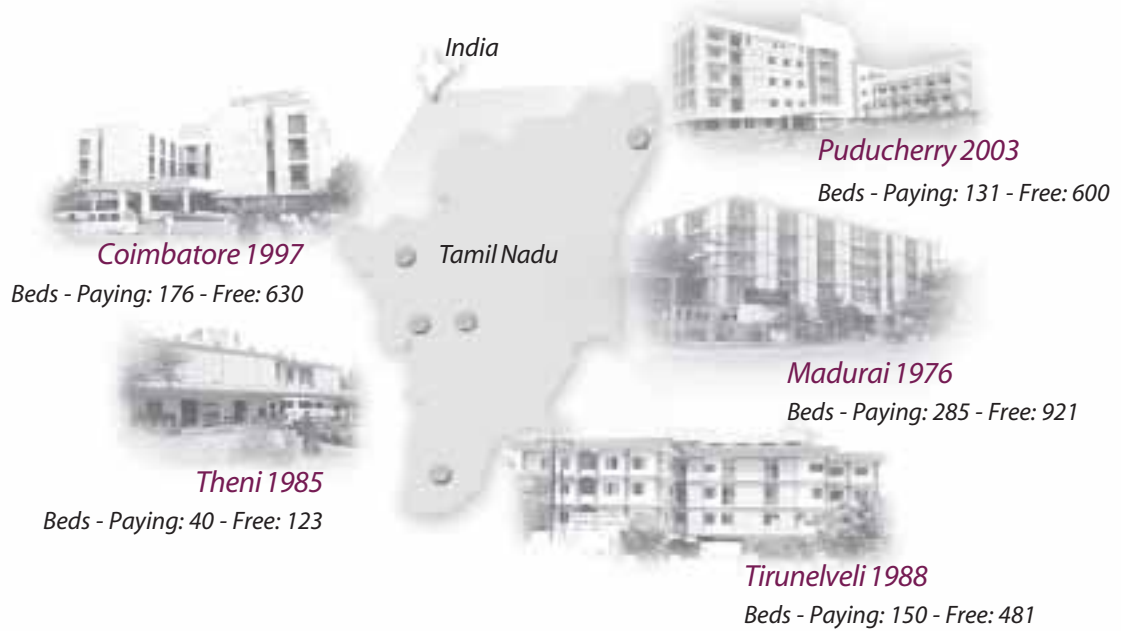 India
Puducherry 2003
Beds - Paying: 131 - Free: 600
Coimbatore 1997
Beds - Paying: 176 - Free: 630
Tamil Nadu
Madurai 1976
Beds - Paying: 285 - Free: 921
Theni 1985
Beds - Paying: 40 - Free: 123
Tirunelveli 1988
Beds - Paying: 150 - Free: 481